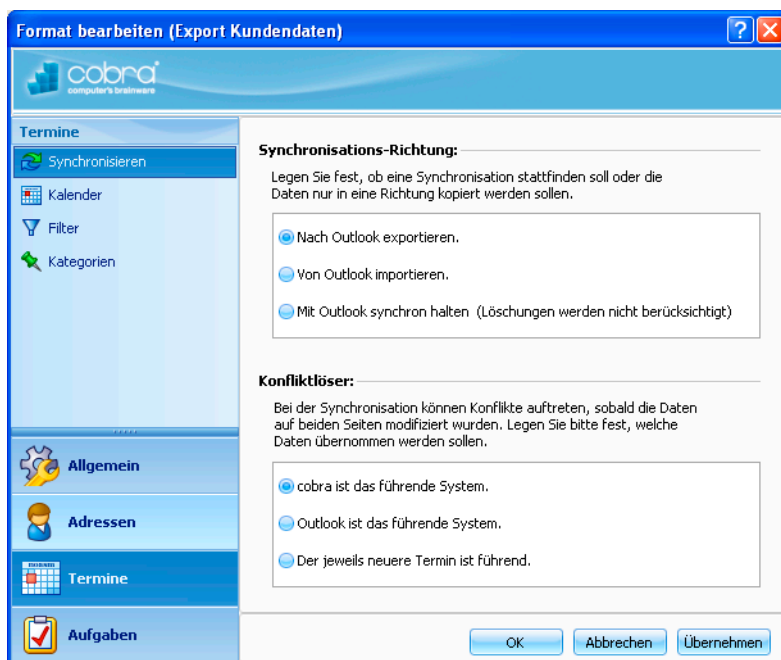 Format bearbeiten (Export Kundendaten)
cobra
computer's brainware
Termine
Synchronisieren
Kalender
Filter
Kategorien
Allgemein
Adressen
Termine
Aufgaben
Synchronisations-Richtung:
Legen Sie fest, ob eine Synchronisation stattfinden soll oder die
Daten nur in eine Richtung kopiert werden sollen.
Nach Outlook exportieren.
Von Outlook importieren.
Mit Outlook synchron halten (Löschungen werden nicht berücksichtigt)
Konfliktlöser:
Bei der Synchronisation können Konflikte auftreten, sobald die Daten
auf beiden Seiten modifiziert wurden. Legen Sie bitte fest, welche
Daten übernommen werden sollen.
cobra ist das führende System.
Outlook ist das führende System.
Der jeweils neuere Termin ist führend.
OK
Abbrechen
Übernehmen